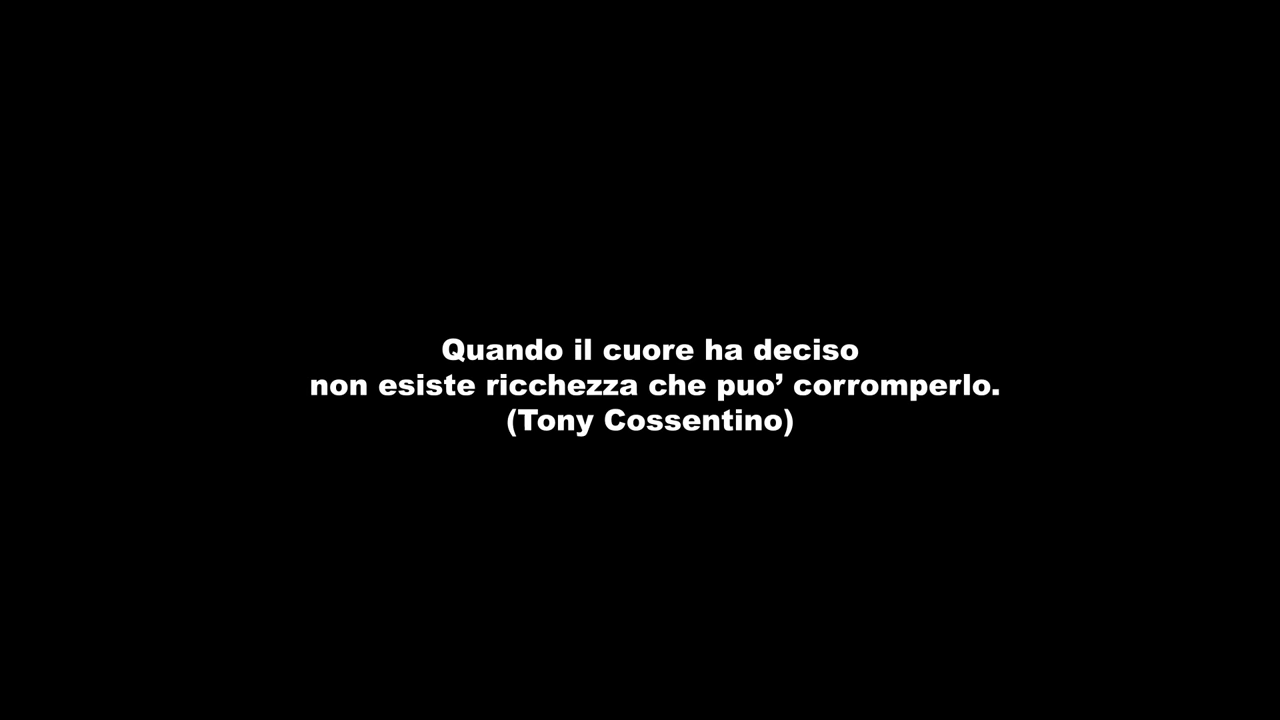 Quando il cuore ha deciso
non esiste ricchezza che puo’ corromperlo.
(Tony Cossentino)